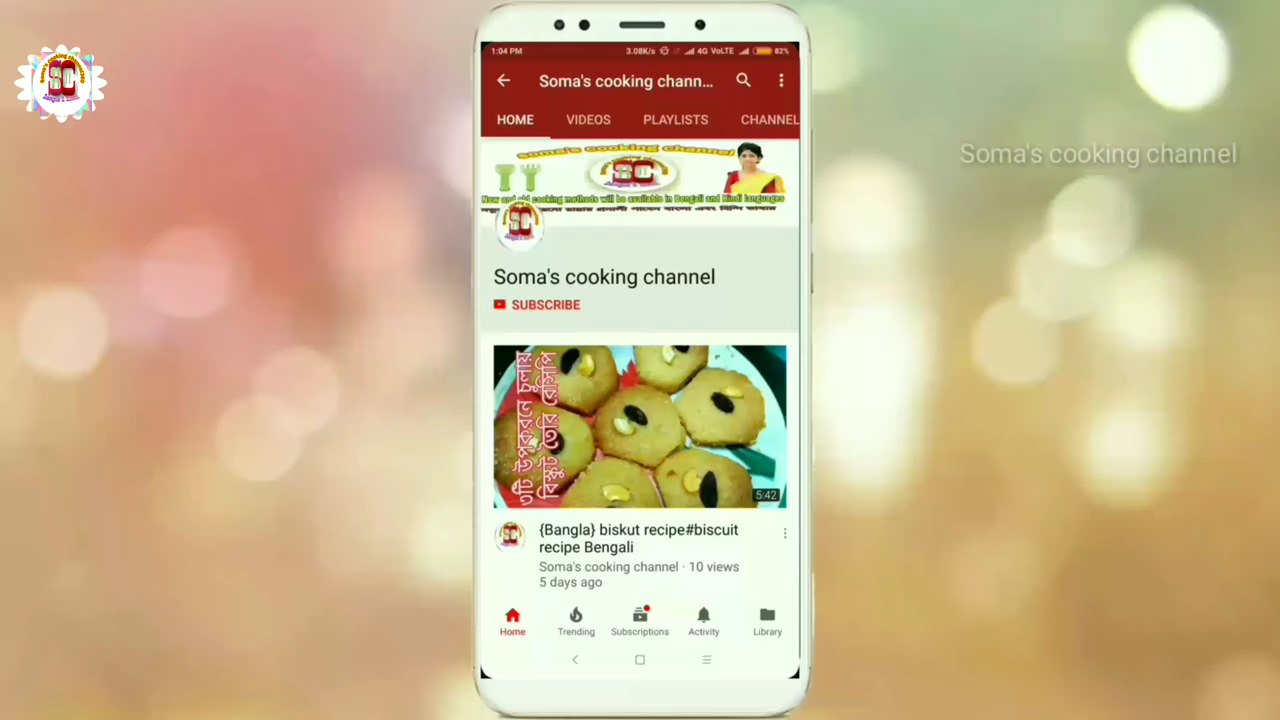 1:04 PM
3.08K/s
4G VoLTE
82%
Soma's cooking chann...
HOME
VIDEOS
PLAYLISTS
CHANNEL
soma's cooking channel
SC
New and old cooking methods will be available in Bengali and Hindi languages
Soma's cooking channel
Soma's cooking channel
SUBSCRIBE
৩টি উপকরনে চুলায়
বিস্কুট তৈরি রেসিপি
5:42
{Bangla} biskut recipe#biscuit
recipe Bengali
Soma's cooking channel · 10 views
5 days ago
Home
Trending
Subscriptions
Activity
Library